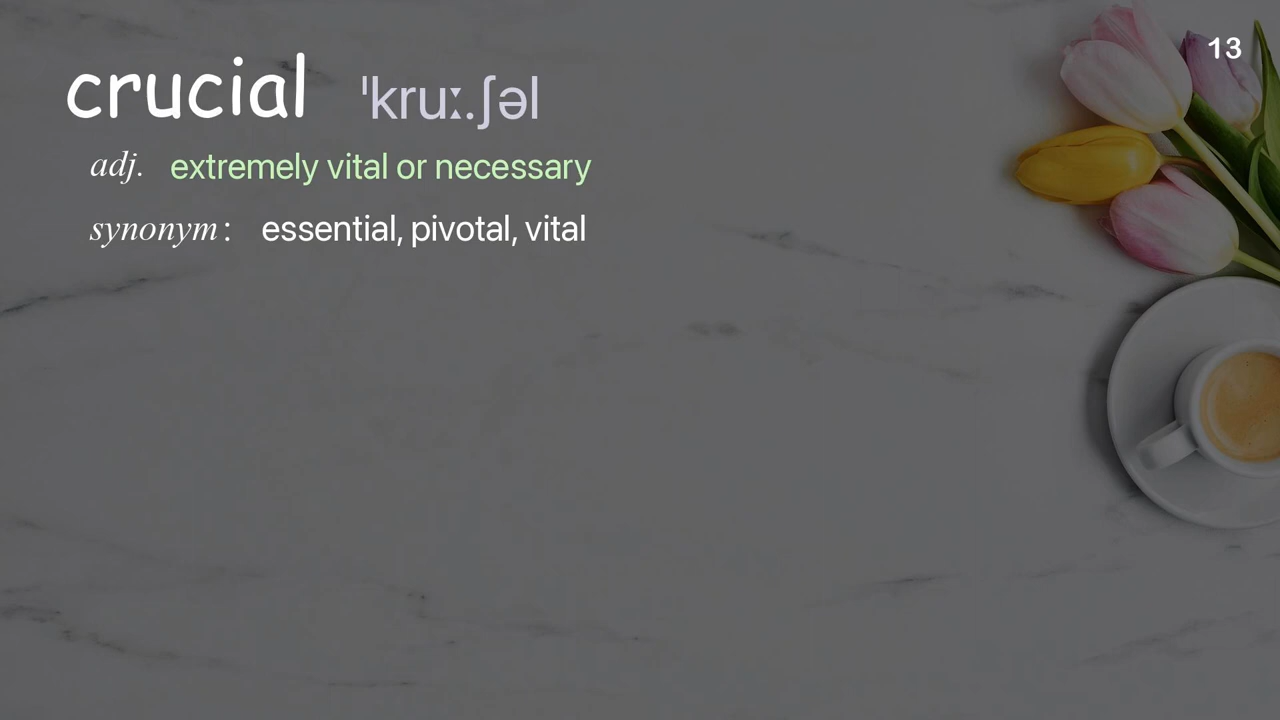 13
crucial ˈkruː.ʃəl
adj. extremely vital or necessary
synonym: essential, pivotal, vital